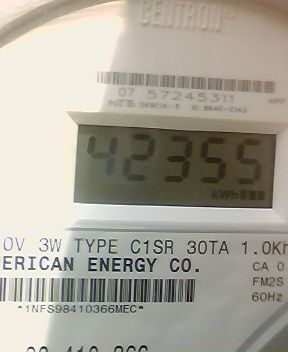 CENTRON
07 57245311
42355
kWh
0V 3W TYPE C1SR 30TA 1.0Kh
ERICAN ENERGY CO.
CA 0
FM2S
60Hz
*1NFS98410366MEC*